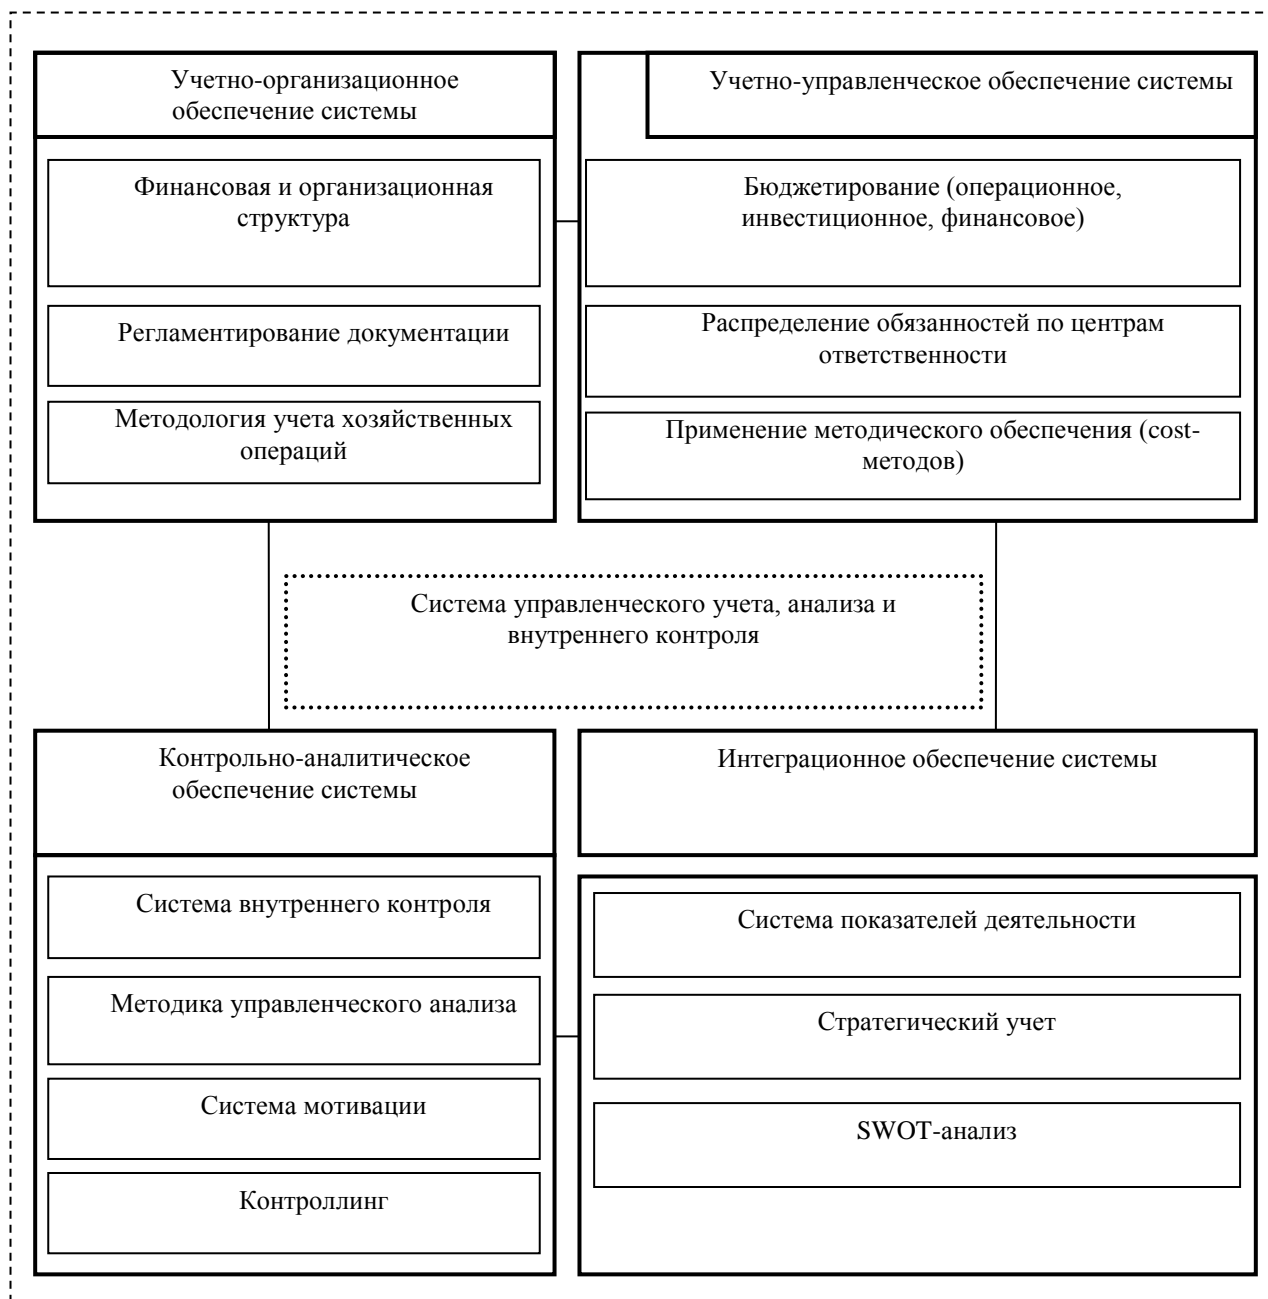 Учетно-организационное
обеспечение системы
Учетно-управленческое обеспечение системы
Финансовая и организационная
структура
Регламентирование документации
Методология учета хозяйственных
операций
Бюджетирование (операционное,
инвестиционное, финансовое)
Распределение обязанностей по центрам
ответственности
Применение методического обеспечения (cost-
методов)
Система управленческого учета, анализа и
внутреннего контроля
Контрольно-аналитическое
обеспечение системы
Интеграционное обеспечение системы
Система внутреннего контроля
Методика управленческого анализа
Система мотивации
Контроллинг
Система показателей деятельности
Стратегический учет
SWOT-анализ